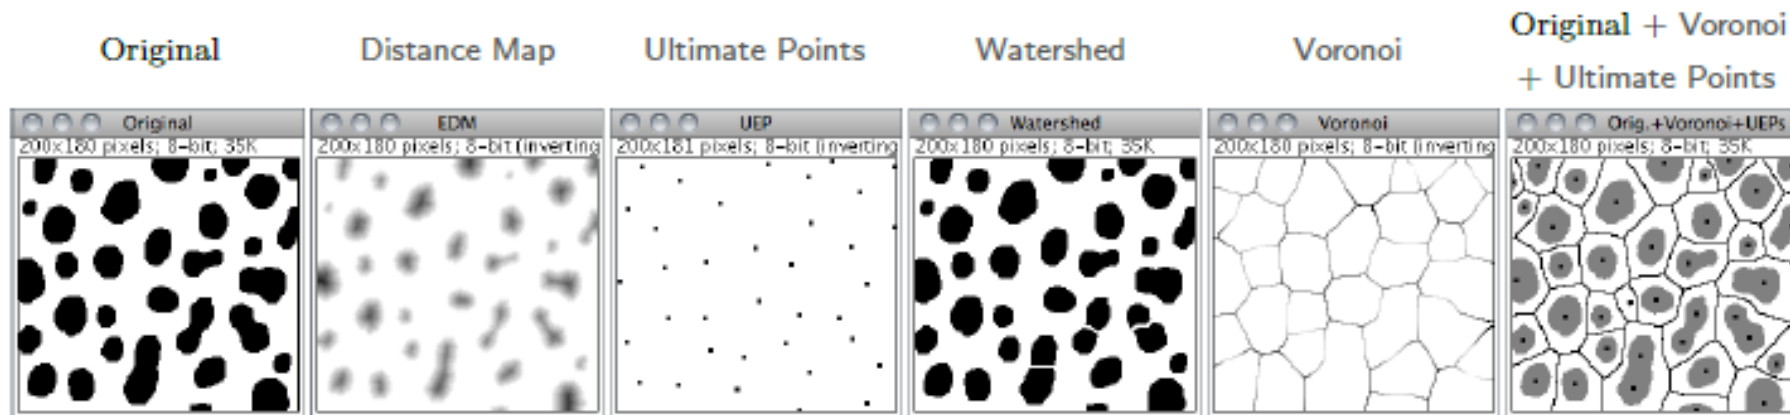 Original
Distance Map
Ultimate Points
Watershed
Voronoi
Original + Voronoi
+ Ultimate Points
Original
200x180 pixels; 8-bit; 35K
EDM
200x180 pixels; 8-bit (inverting
UEP
200x181 pixels; 8-bit (inverting
Watershed
200x180 pixels; 8-bit; 35K
Voronoi
200x180 pixels; 8-bit (inverting
Orig.+Voronoi+UEPs
200x180 pixels; 8-bit; 35K